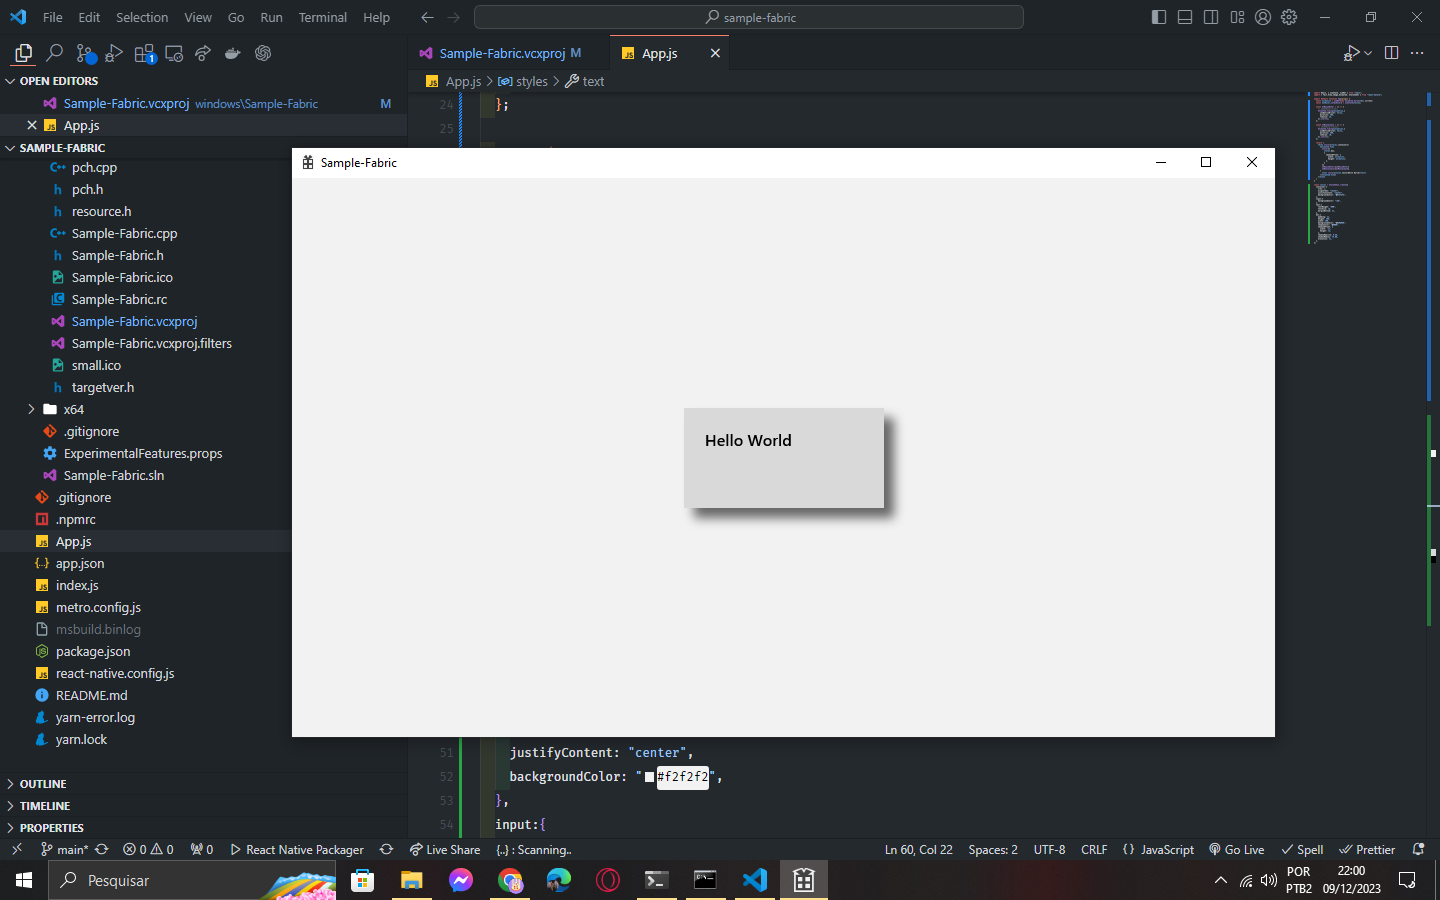 File Edit Selection View Go Run Terminal Help
sample-fabric
1
Sample-Fabric.vcxproj M
App.js
OPEN EDITORS
Sample-Fabric.vcxproj windows\Sample-Fabric M
App.js
App.js > styles > text
SAMPLE-FABRIC
pch.cpp
pch.h
resource.h
Sample-Fabric.cpp
Sample-Fabric.h
Sample-Fabric.ico
Sample-Fabric.rc
Sample-Fabric.vcxproj
Sample-Fabric.vcxproj.filters
small.ico
targetver.h
x64
.gitignore
ExperimentalFeatures.props
Sample-Fabric.sln
.gitignore
.npmrc
App.js
app.json
index.js
metro.config.js
msbuild.binlog
package.json
react-native.config.js
README.md
yarn-error.log
yarn.lock
OUTLINE
TIMELINE
PROPERTIES
24 };
25
Sample-Fabric
Hello World
51 justifyContent: "center",
52 backgroundColor: "#f2f2f2",
53 },
54 input:{
main* 0 0 0 React Native Packager Live Share {..} : Scanning.. Ln 60, Col 22 Spaces: 2 UTF-8 CRLF {} JavaScript Go Live Spell Prettier
Pesquisar
POR
PTB2
22:00
09/12/2023